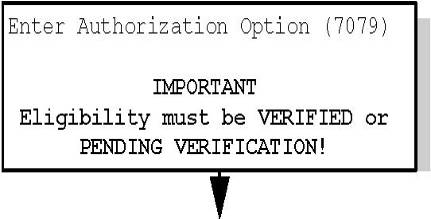 Enter Authorization Option (7079)
IMPORTANT
Eligibility must be VERIFIED or
PENDING VERIFICATION!